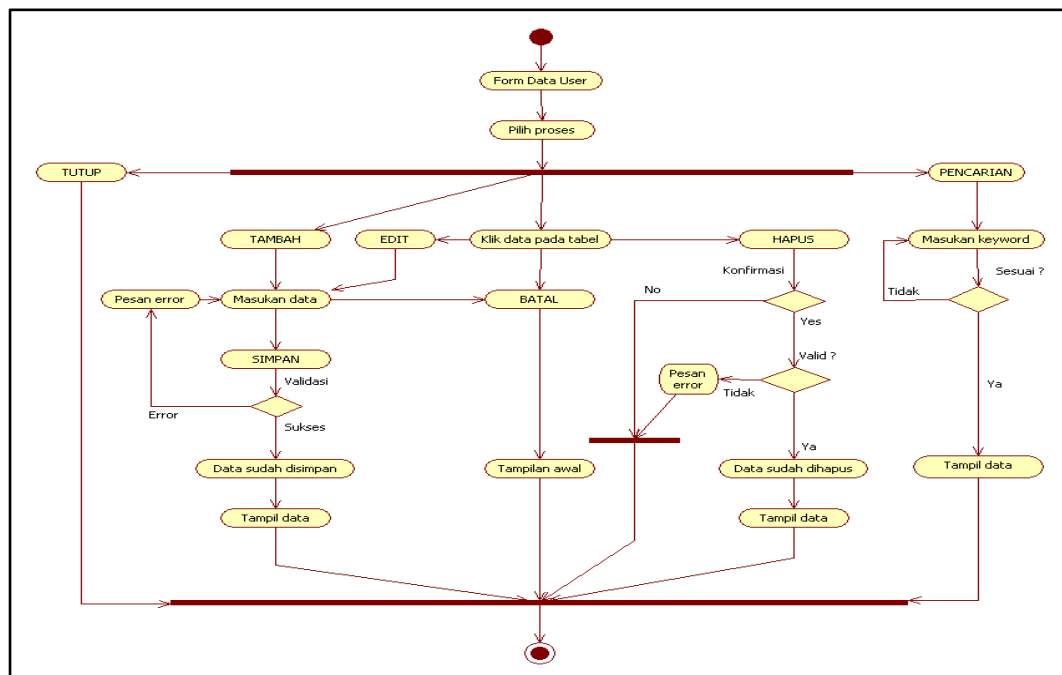 Form Data User
Pilih proses
TUTUP
PENCARIAN
TAMBAH
EDIT
Klik data pada tabel
HAPUS
Masukan keyword
Konfirmasi
Sesuai ?
Pesan error
Masukan data
BATAL
No
Tidak
Yes
SIMPAN
Valid ?
Validasi
Pesan
error
Tidak
Ya
Error
Sukses
Ya
Data sudah disimpan
Tampilan awal
Data sudah dihapus
Tampil data
Tampil data
Tampil data